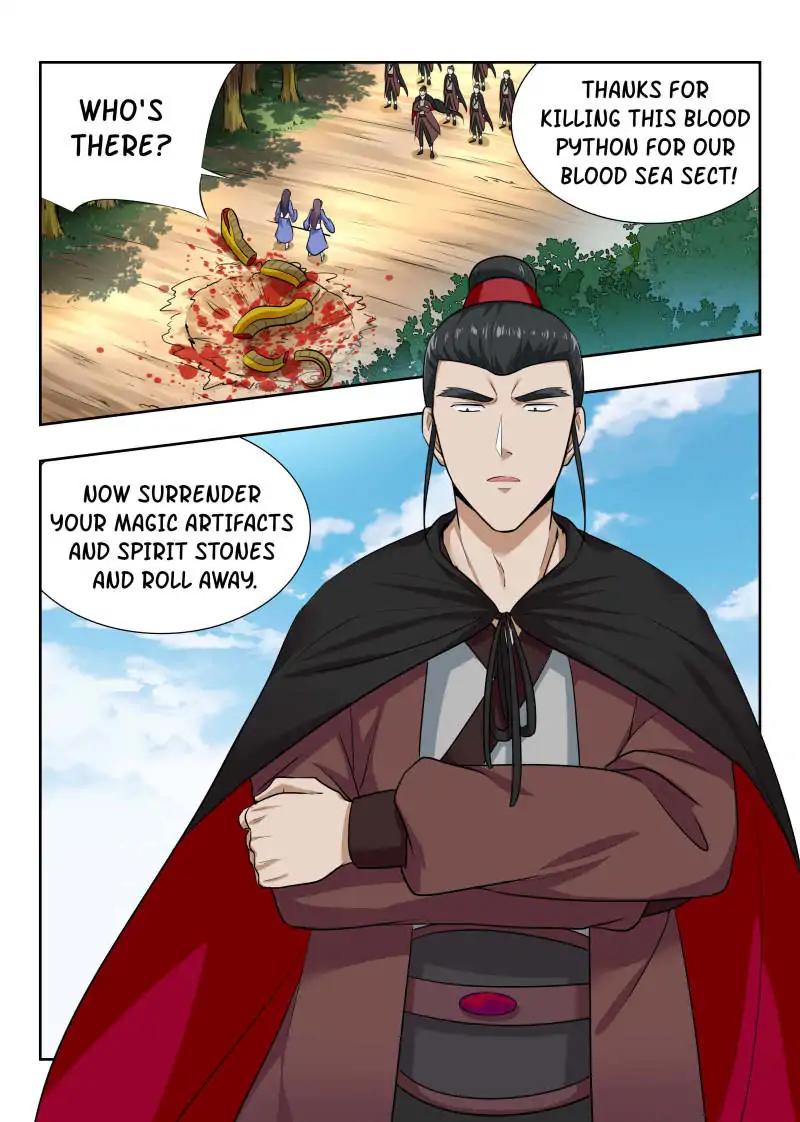 WHO'S
THERE?
THANKS FOR
KILLING THIS BLOOD
PYTHON FOR OUR
BLOOD SEA SECT!
NOW SURRENDER
YOUR MAGIC ARTIFACTS
AND SPIRIT STONES
AND ROLL AWAY.